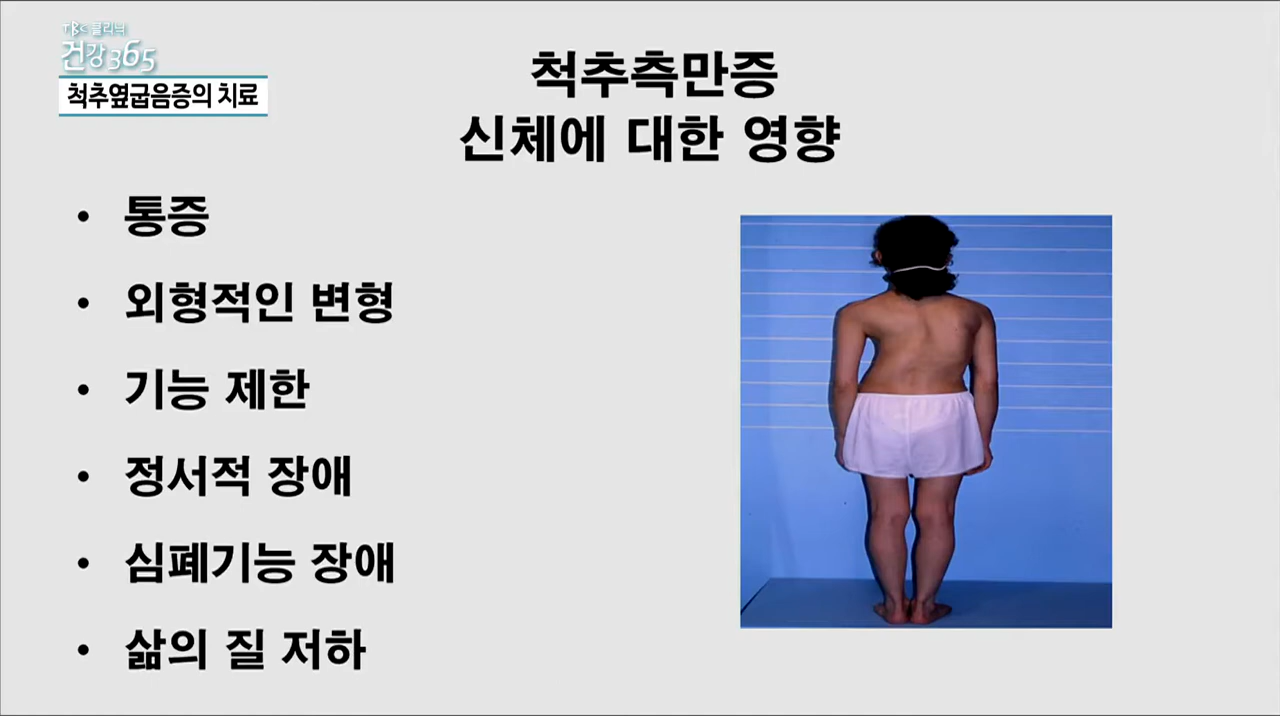 TBC 클리닉
건강365
척추옆굽음증의 치료
척추측만증
신체에 대한 영향
• 통증
• 외형적인 변형
• 기능 제한
• 정서적 장애
• 심폐기능 장애
• 삶의 질 저하